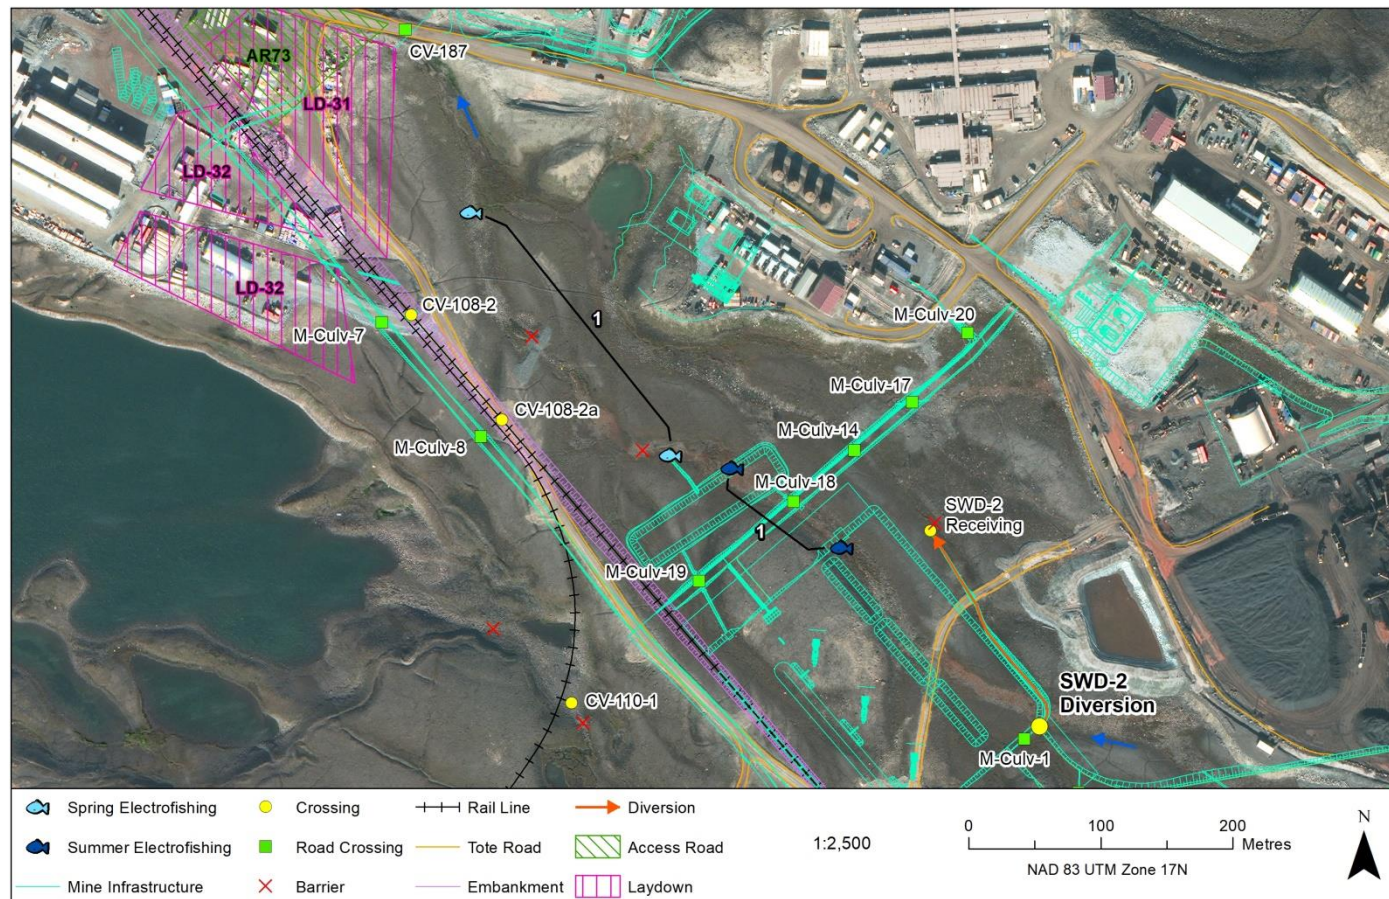 CV-187
AR73
LD-31
LD-32
LD-32
CV-108-2
M-Culv-7
1
M-Culv-20
M-Culv-17
CV-108-2a
M-Culv-8
M-Culv-14
M-Culv-18
SWD-2
Receiving
1
M-Culv-19
CV-110-1
SWD-2
Diversion
M-Culv-1
Spring Electrofishing
Crossing
Rail Line
Diversion
Summer Electrofishing
Road Crossing
Tote Road
Access Road
Mine Infrastructure
Barrier
Embankment
Laydown
1:2,500
0 100 200
Metres
NAD 83 UTM Zone 17N
N